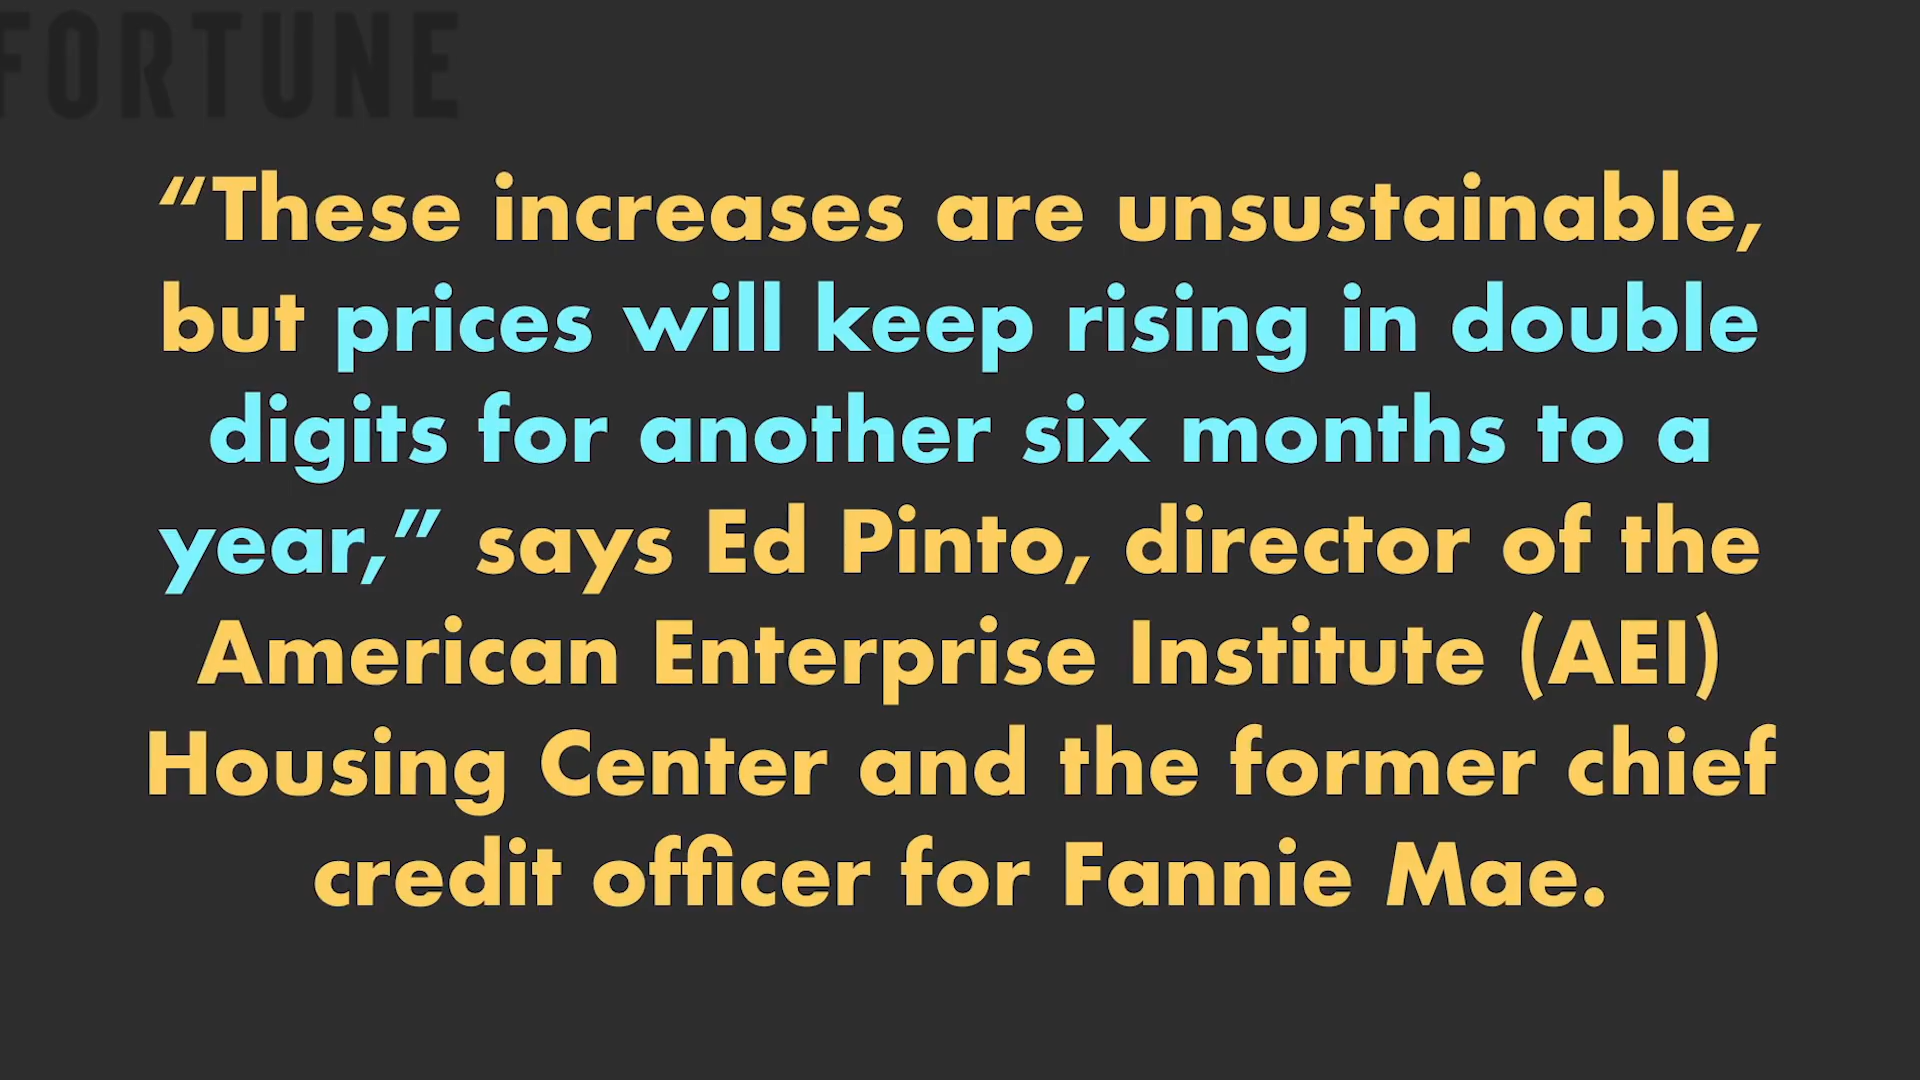 FORTUNE
“These increases are unsustainable,
but prices will keep rising in double
digits for another six months to a
year,” says Ed Pinto, director of the
American Enterprise Institute (AEI)
Housing Center and the former chief
credit officer for Fannie Mae.